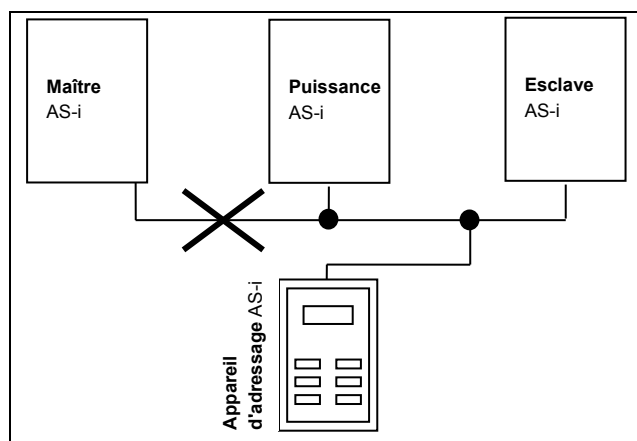 Maître
AS-i
Puissance
AS-i
Esclave
AS-i
Appareil
d'adressage AS-i